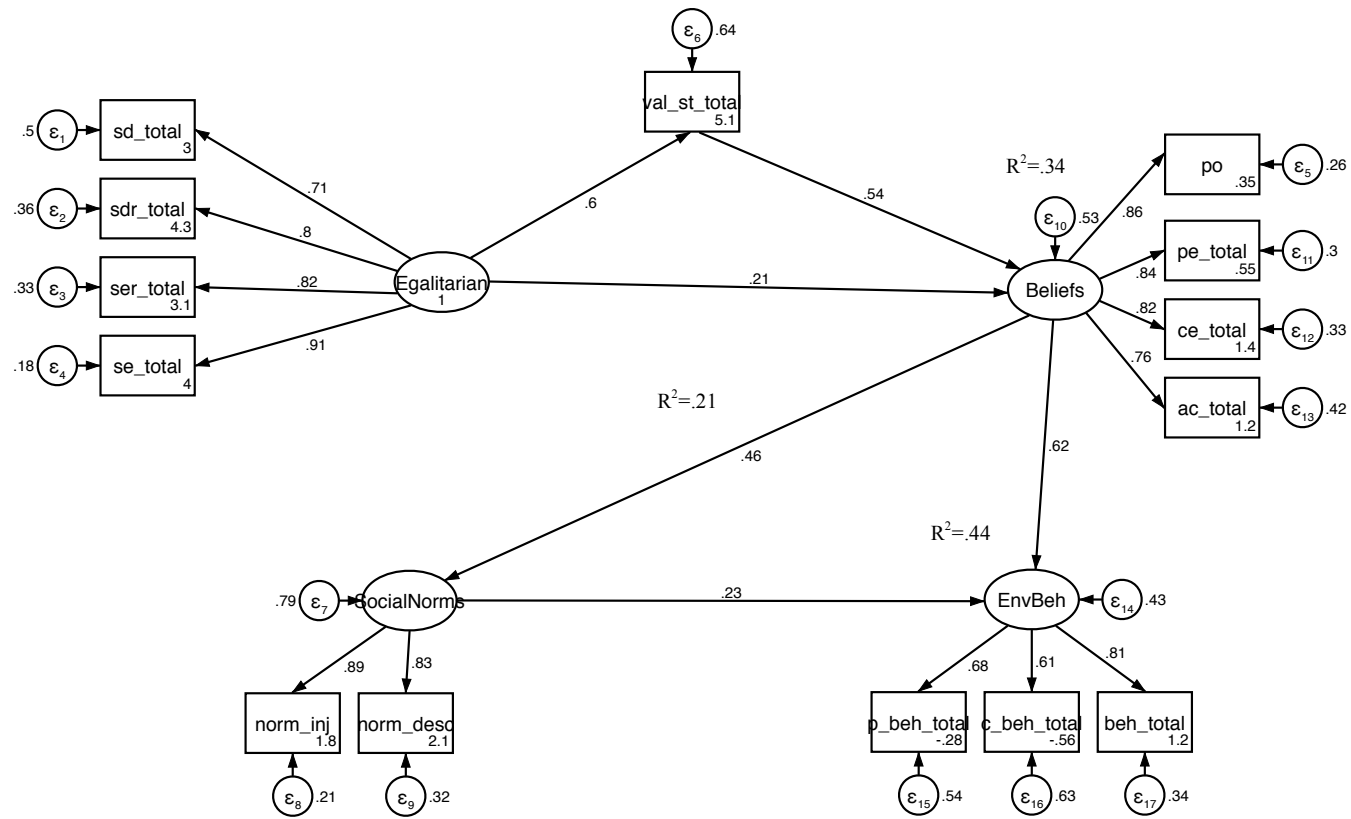 ε6 .64
val_st_total
5.1
.5 ε1 sd_total
3
.36 ε2 sdr_total
4.3
.33 ε3 ser_total
3.1
.18 ε4 se_total
4
.71
.8
.82
.91
Egalitarian
1
.6
.54
.21
R²=.34
ε10 .53
Beliefs
.86
.84
.82
.76
po
.35
ε5 .26
pe_total
.55
ε11 .3
ce_total
1.4
ε12 .33
ac_total
1.2
ε13 .42
R²=.21
.46
.62
R²=.44
.79 ε7 SocialNorms
.23
EnvBeh
ε14 .43
.89
.83
.68
.61
.81
norm_inj
1.8
norm_desc
2.1
p_beh_total
-.28
c_beh_total
-.56
beh_total
1.2
ε8 .21
ε9 .32
ε15 .54
ε16 .63
ε17 .34